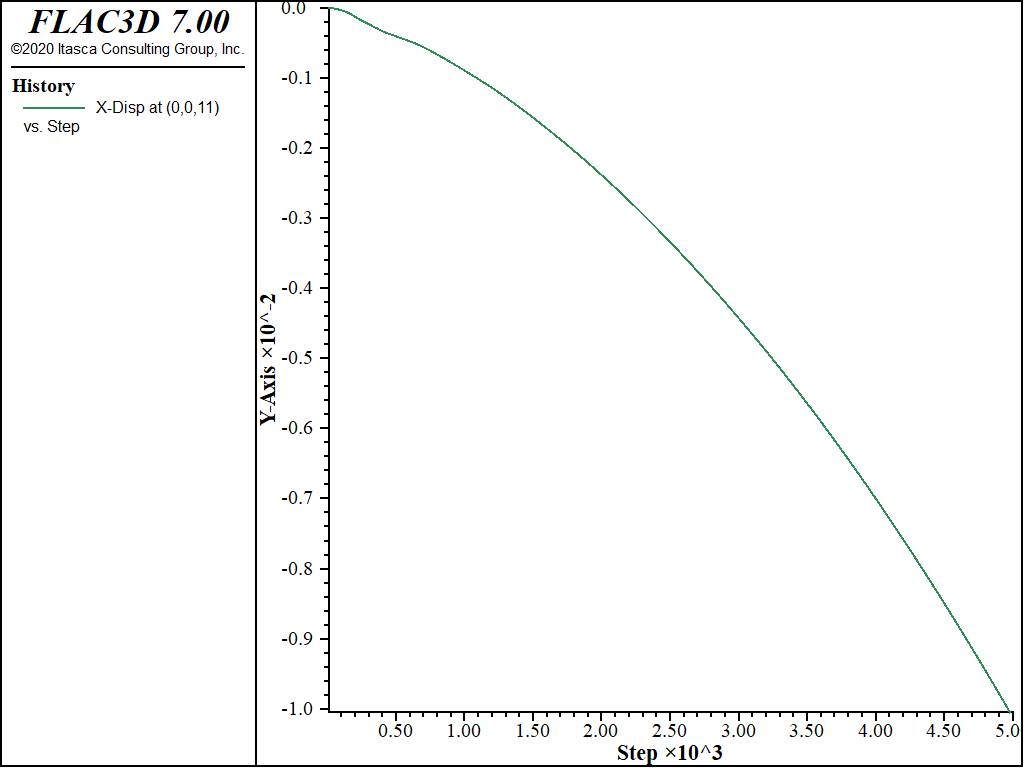 FLAC3D 7.00
©2020 Itasca Consulting Group, Inc.
History
X-Disp at (0,0,11)
vs. Step
0.0
-0.1
-0.2
-0.3
-0.4
-0.5
-0.6
-0.7
-0.8
-0.9
-1.0
Y-Axis ×10^-2
0.50 1.00 1.50 2.00 2.50 3.00 3.50 4.00 4.50 5.0
Step ×10^3